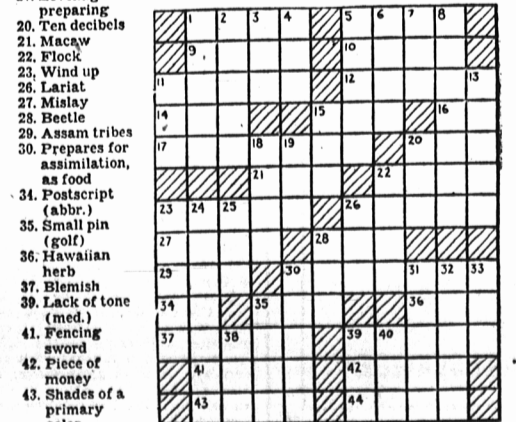 preparing
20. Ten decibels
21. Macaw
22. Flock
23. Wind up
26. Lariat
27. Mislay
28. Beetle
29. Assam tribes
30. Prepares for
assimilation,
as food
34. Postscript
(abbr.)
35. Small pin
(golf)
36. Hawaiian
herb
37. Blemish
39. Lack of tone
(med.)
41. Fencing
sword
42. Piece of
money
43. Shades of a
primary
1 2 3 4 5 6 7 8
9 10
11 12 13
14 15 16
17 18 19 20
21 22
23 24 25 26
27 28
29 30 31 32 33
34 35 36
37 38 39 40
41 42
43 44